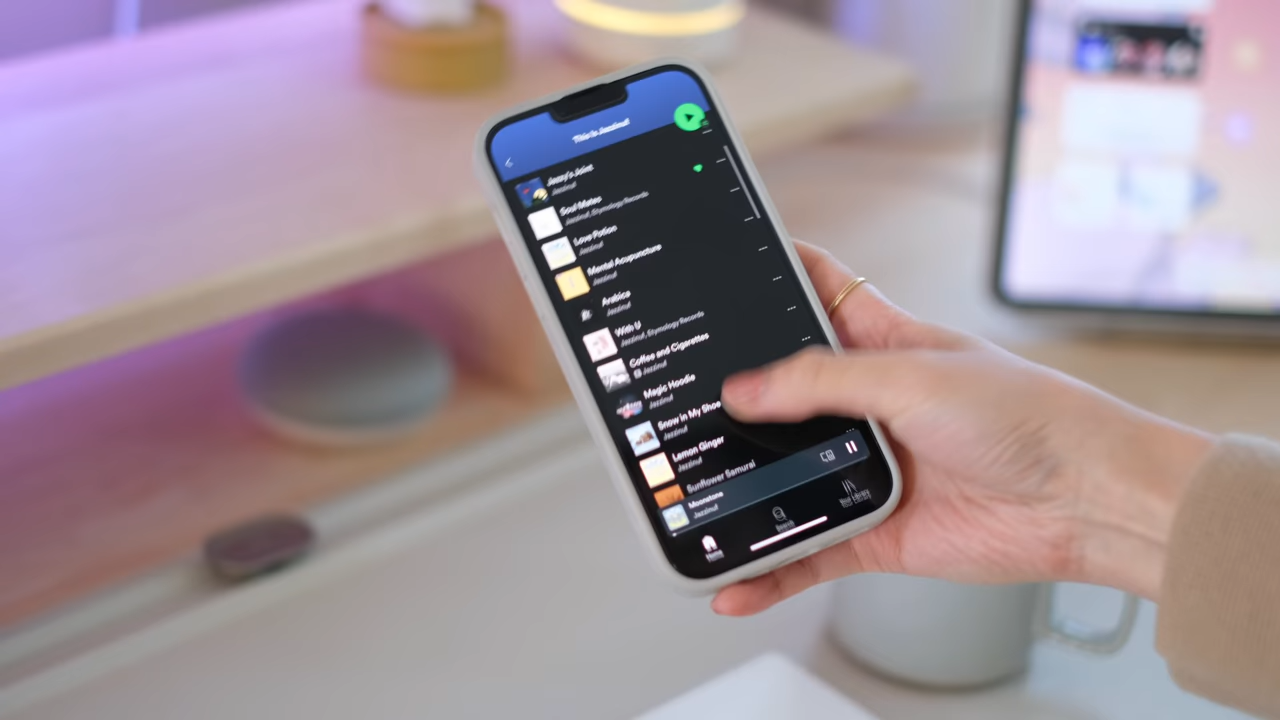 This Is Jazzinuf
Jazzy's Joint
Jazzinuf
Soul Mates
Jazzinuf, Etymology Records
Love Potion
Jazzinuf
Mental Acupuncture
Jazzinuf
Arabica
Jazzinuf
With U
Jazzinuf, Etymology Records
Coffee and Cigarettes
E Jazzinuf
Magic Hoodie
Jazzinuf
Snow in My Shoe
Jazzinuf
Lemon Ginger
Jazzinuf
Sunflower Samurai
Moonstone
Jazzinuf
Home
Search
Your Library